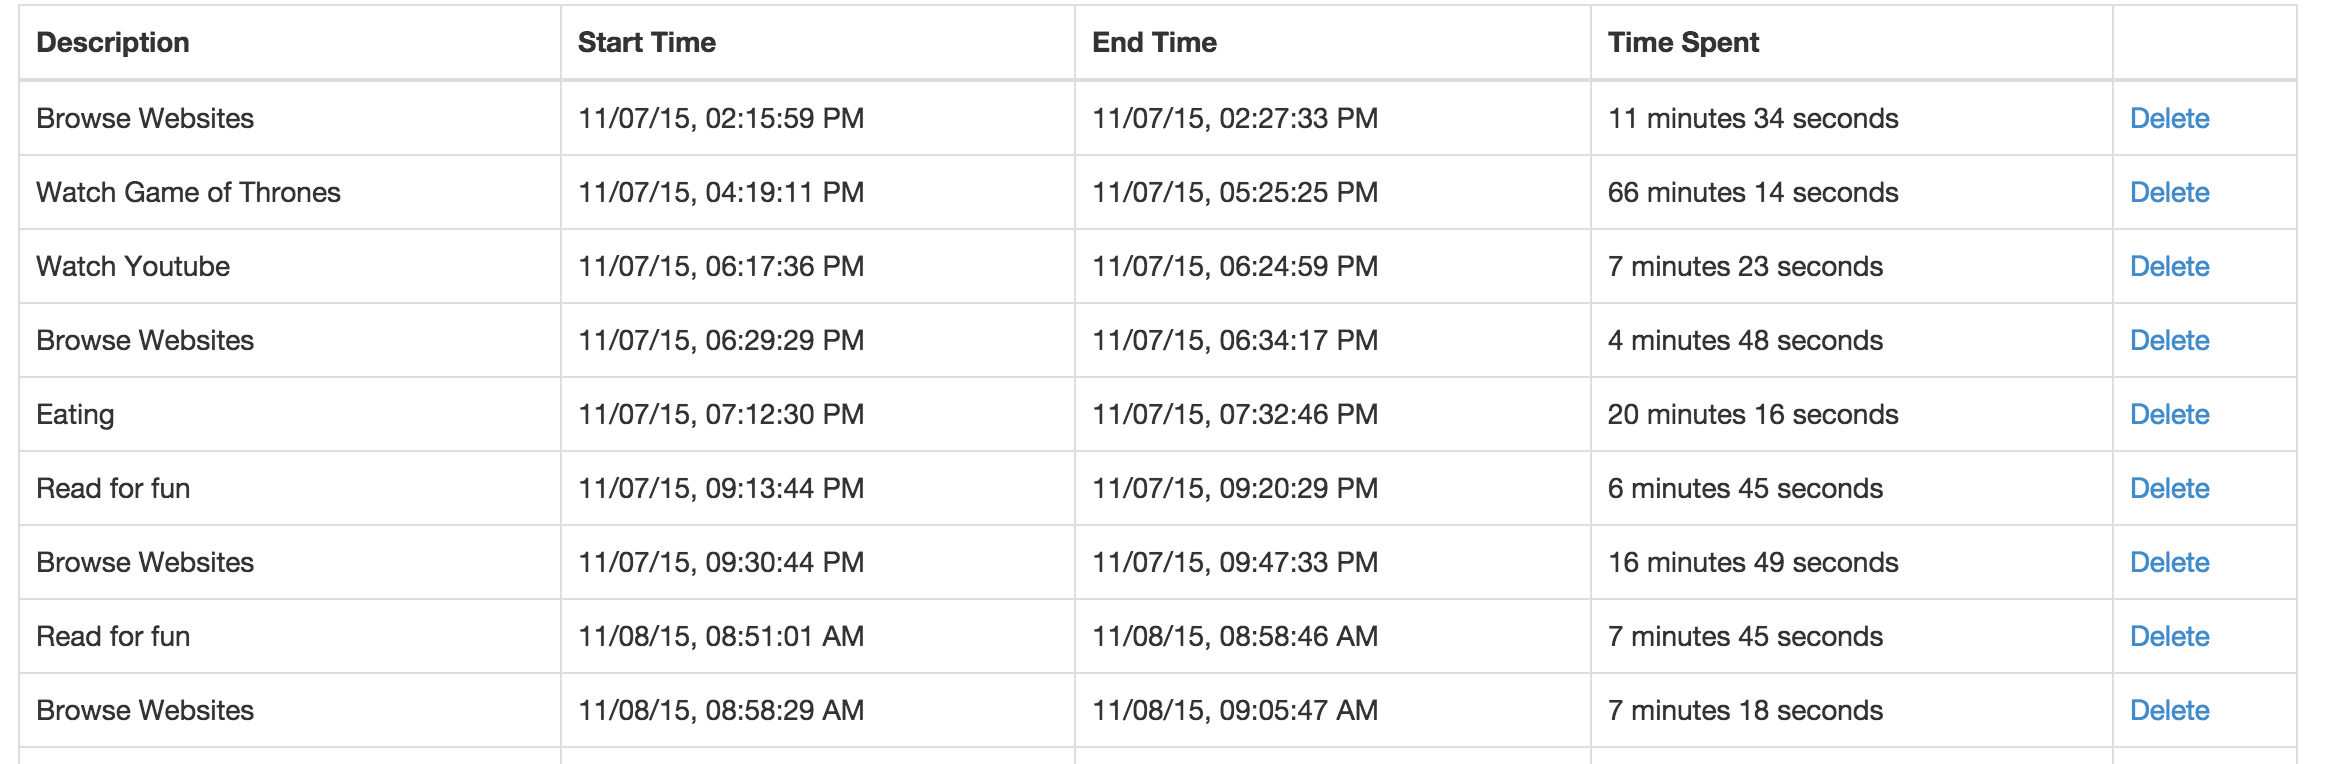 Description Start Time End Time Time Spent
Browse Websites 11/07/15, 02:15:59 PM 11/07/15, 02:27:33 PM 11 minutes 34 seconds Delete
Watch Game of Thrones 11/07/15, 04:19:11 PM 11/07/15, 05:25:25 PM 66 minutes 14 seconds Delete
Watch Youtube 11/07/15, 06:17:36 PM 11/07/15, 06:24:59 PM 7 minutes 23 seconds Delete
Browse Websites 11/07/15, 06:29:29 PM 11/07/15, 06:34:17 PM 4 minutes 48 seconds Delete
Eating 11/07/15, 07:12:30 PM 11/07/15, 07:32:46 PM 20 minutes 16 seconds Delete
Read for fun 11/07/15, 09:13:44 PM 11/07/15, 09:20:29 PM 6 minutes 45 seconds Delete
Browse Websites 11/07/15, 09:30:44 PM 11/07/15, 09:47:33 PM 16 minutes 49 seconds Delete
Read for fun 11/08/15, 08:51:01 AM 11/08/15, 08:58:46 AM 7 minutes 45 seconds Delete
Browse Websites 11/08/15, 08:58:29 AM 11/08/15, 09:05:47 AM 7 minutes 18 seconds Delete